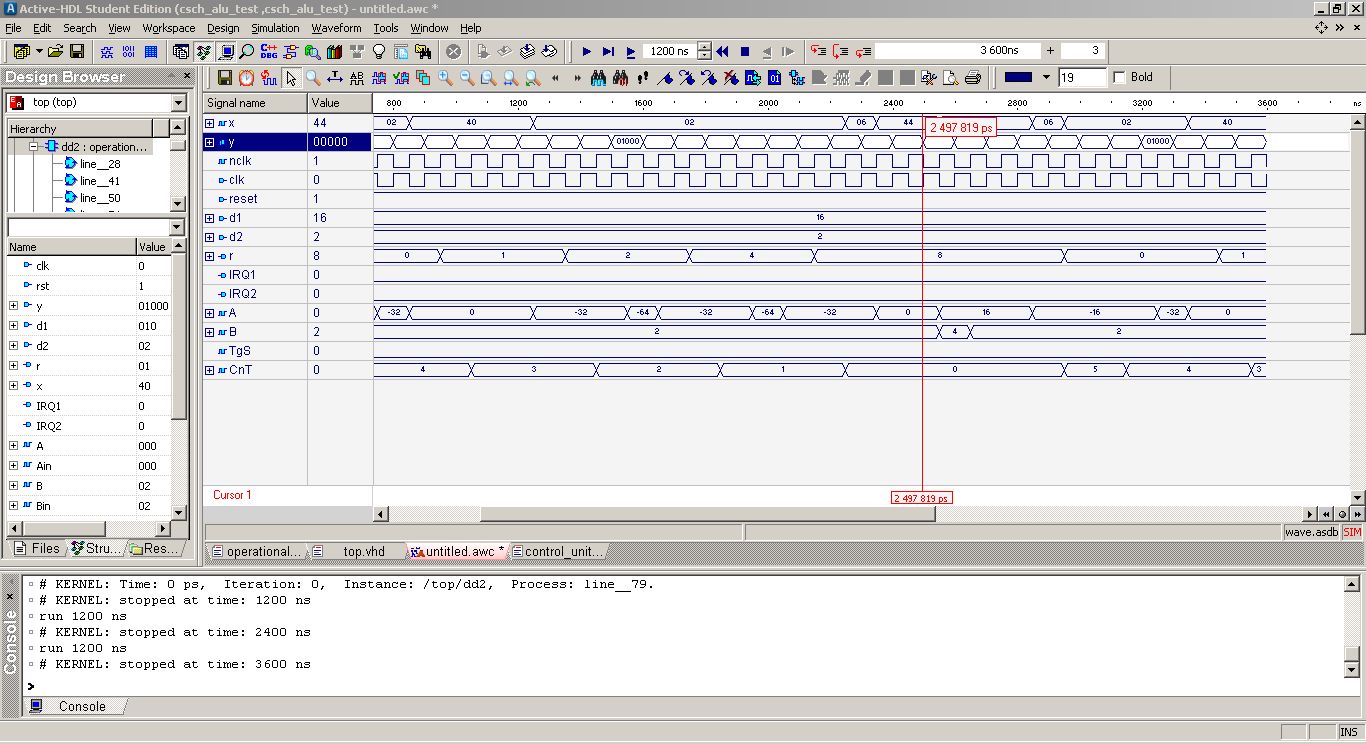 Active-HDL Student Edition (csch_alu_test ,csch_alu_test) - untitled.awc *
File Edit Search View Workspace Design Simulation Waveform Tools Window Help
1200 ns 3 600ns + 3
Design Browser
19 Bold
top (top)
Signal name Value 800 1200 1600 2000 2400 2800 3200 3600 ns
Hierarchy
dd2 : operation...
line__28
line__41
line__50
x 44 02 40 02 06 44 06 02 40
y 00000 01000 01000
nclk 1
clk 0
reset 1
d1 16 16
d2 2 2
r 8 0 1 2 4 8 0 1
IRQ1 0
IRQ2 0
A 0 -32 0 -32 -64 -32 -64 -32 0 16 -16 -32 0
B 2 2 4 2
TgS 0
CnT 0 4 3 2 1 0 5 4 3
2 497 819 ps
Cursor 1 2 497 819 ps
Name Value
clk 0
rst 1
y 01000
d1 010
d2 02
r 01
x 40
IRQ1 0
IRQ2 0
A 000
Ain 000
B 02
Bin 02
wave.asdb SIM
Files Stru... Res...
operational... top.vhd untitled.awc * control_unit...
Console
# KERNEL: Time: 0 ps, Iteration: 0, Instance: /top/dd2, Process: line__79.
# KERNEL: stopped at time: 1200 ns
run 1200 ns
# KERNEL: stopped at time: 2400 ns
run 1200 ns
# KERNEL: stopped at time: 3600 ns
>
Console
INS